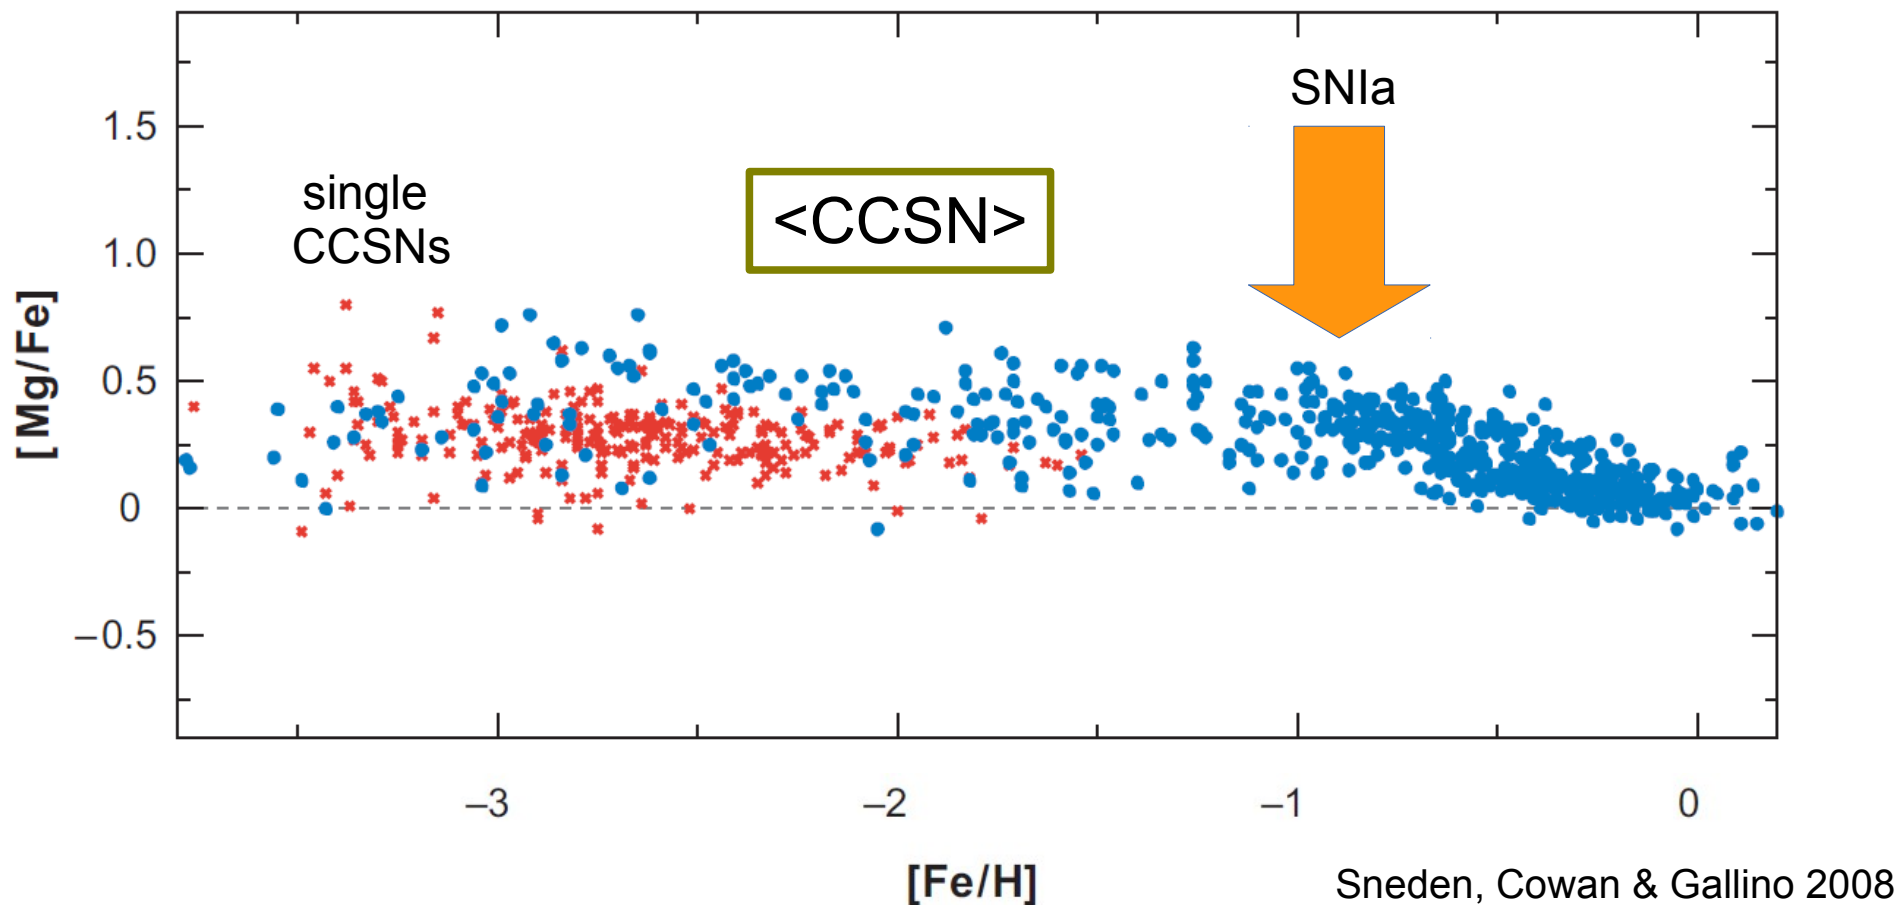 SNIa
1.5
single
CCSNs
<CCSN>
1.0
[Mg/Fe]
0.5
0
–0.5
–3 –2 –1 0
[Fe/H]
Sneden, Cowan & Gallino 2008